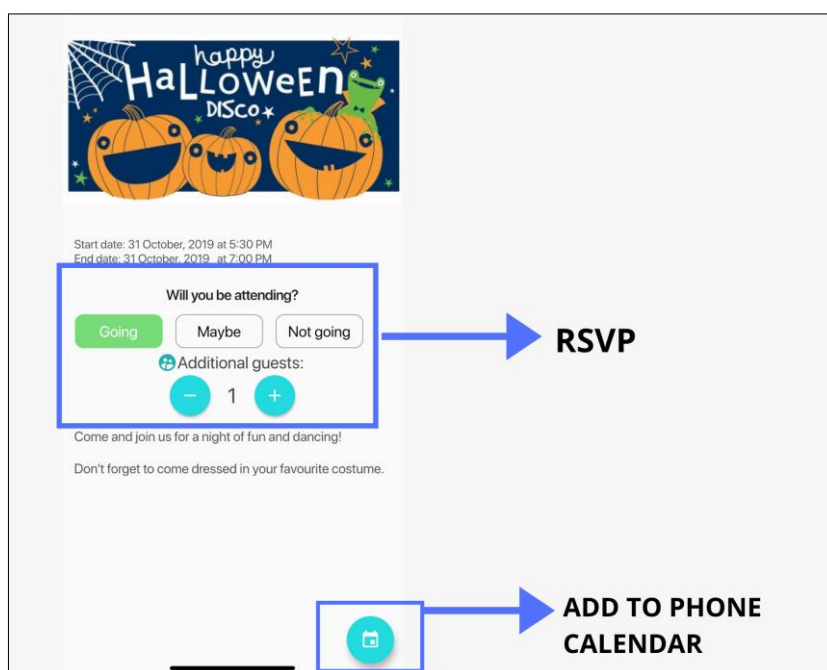 happy
HaLLoWeEN
DISCo
Start date: 31 October, 2019 at 5:30 PM
End date: 31 October, 2019 at 7:00 PM
Will you be attending?
Going Maybe Not going
Additional guests:
− 1 +
RSVP
Come and join us for a night of fun and dancing!
Don't forget to come dressed in your favourite costume.
ADD TO PHONE
CALENDAR